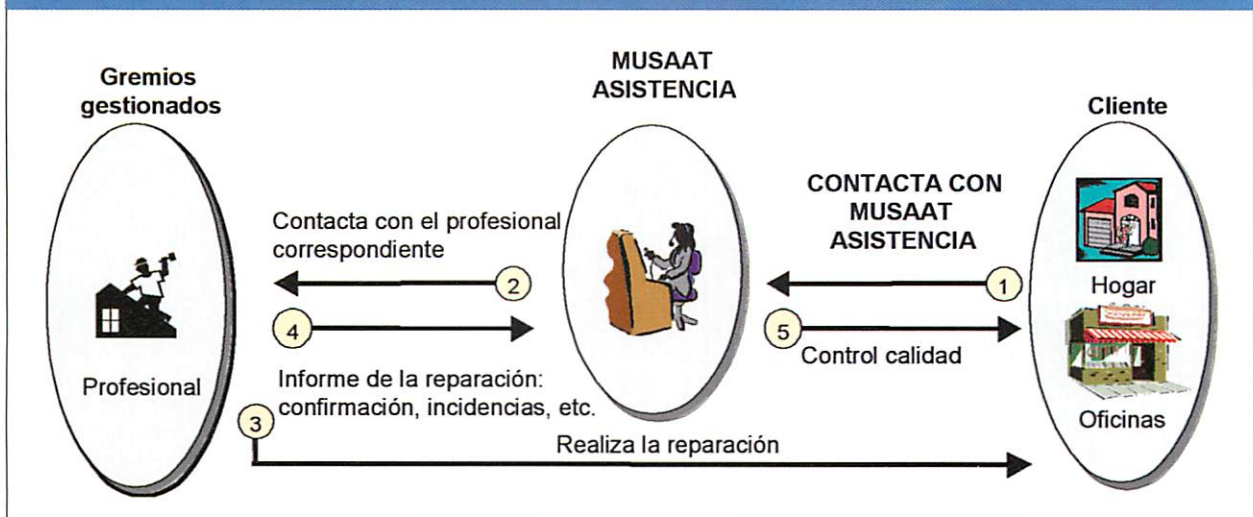 Gremios
gestionados
MUSAAT
ASISTENCIA
Cliente
Contacta con el profesional
correspondiente
CONTACTA CON
MUSAAT
ASISTENCIA
2
1
Hogar
4
5
Control calidad
Profesional
Informe de la reparación:
confirmación, incidencias, etc.
Oficinas
3
Realiza la reparación